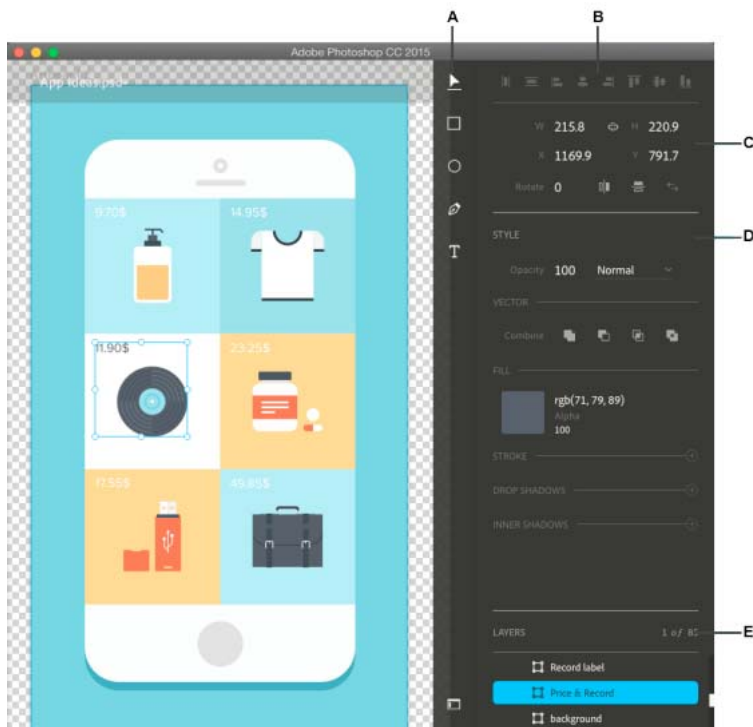 A B
Adobe Photoshop CC 2015
App Ideas.psd
W 215.8 H 220.9
C
X 1169.9 Y 791.7
Rotate 0
9.70$ 14.95$
STYLE
D
Opacity 100 Normal
VECTOR
Combine
11.90$ 23.25$
FILL
rgb(71, 79, 89)
Alpha
100
STROKE
17.55$ 49.85$
DROP SHADOWS
INNER SHADOWS
LAYERS 1 of 85
E
Record label
Price & Record
background
T